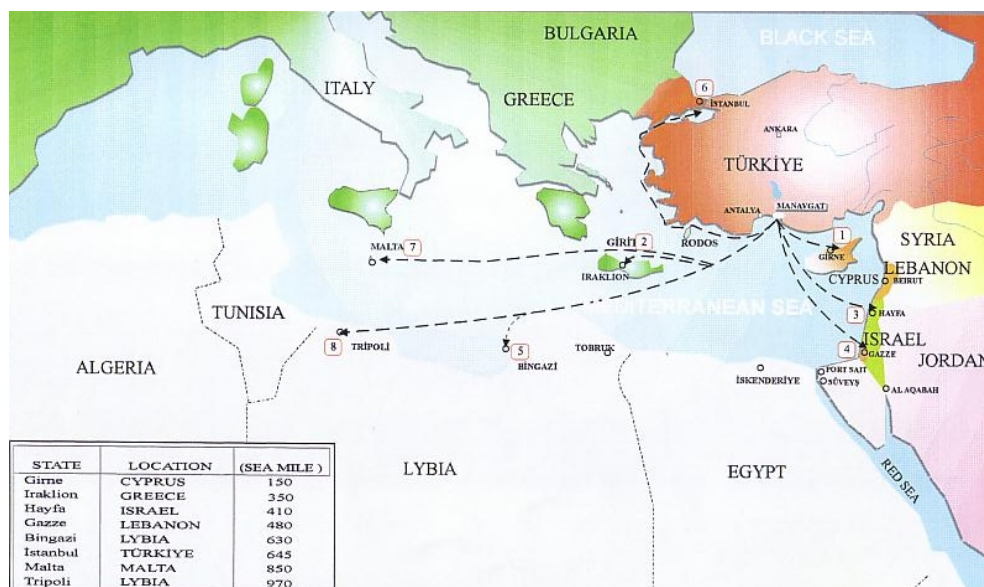 BULGARIA
BLACK SEA
ITALY
GREECE
6
İSTANBUL
ANKARA
TÜRKİYE
ANTALYA
MANAVGAT
MALTA
7
GİRİT
2
RODOS
1
GİRNE
SYRIA
IRAKLION
CYPRUS
LEBANON
BEIRUT
TUNISIA
MEDITERRANEAN SEA
3
HAYFA
8
TRİPOLİ
5
BİNGAZİ
TOBRUK
4
ISRAEL
GAZZE
ALGERIA
JORDAN
İSKENDERİYE
PORT SAİT
SÜVEYŞ
AL AQABAH
LYBIA
EGYPT
RED SEA
STATE LOCATION (SEA MILE )
Girne CYPRUS 150
Iraklion GREECE 350
Hayfa ISRAEL 410
Gazze LEBANON 480
Bingazi LYBIA 630
İstanbul TÜRKİYE 645
Malta MALTA 850
Tripoli LYBIA 970